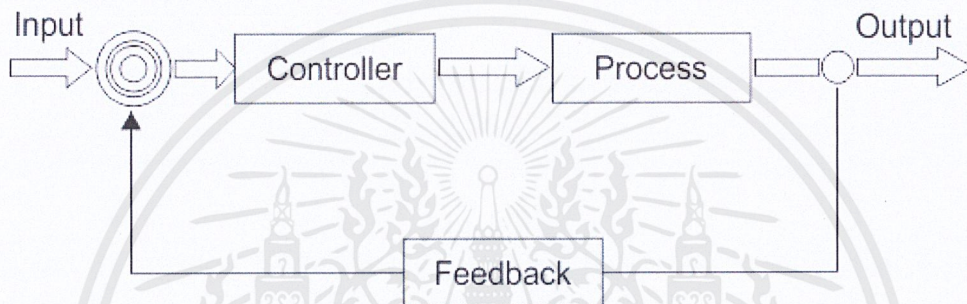 Input
Output
Controller
Process
Feedback